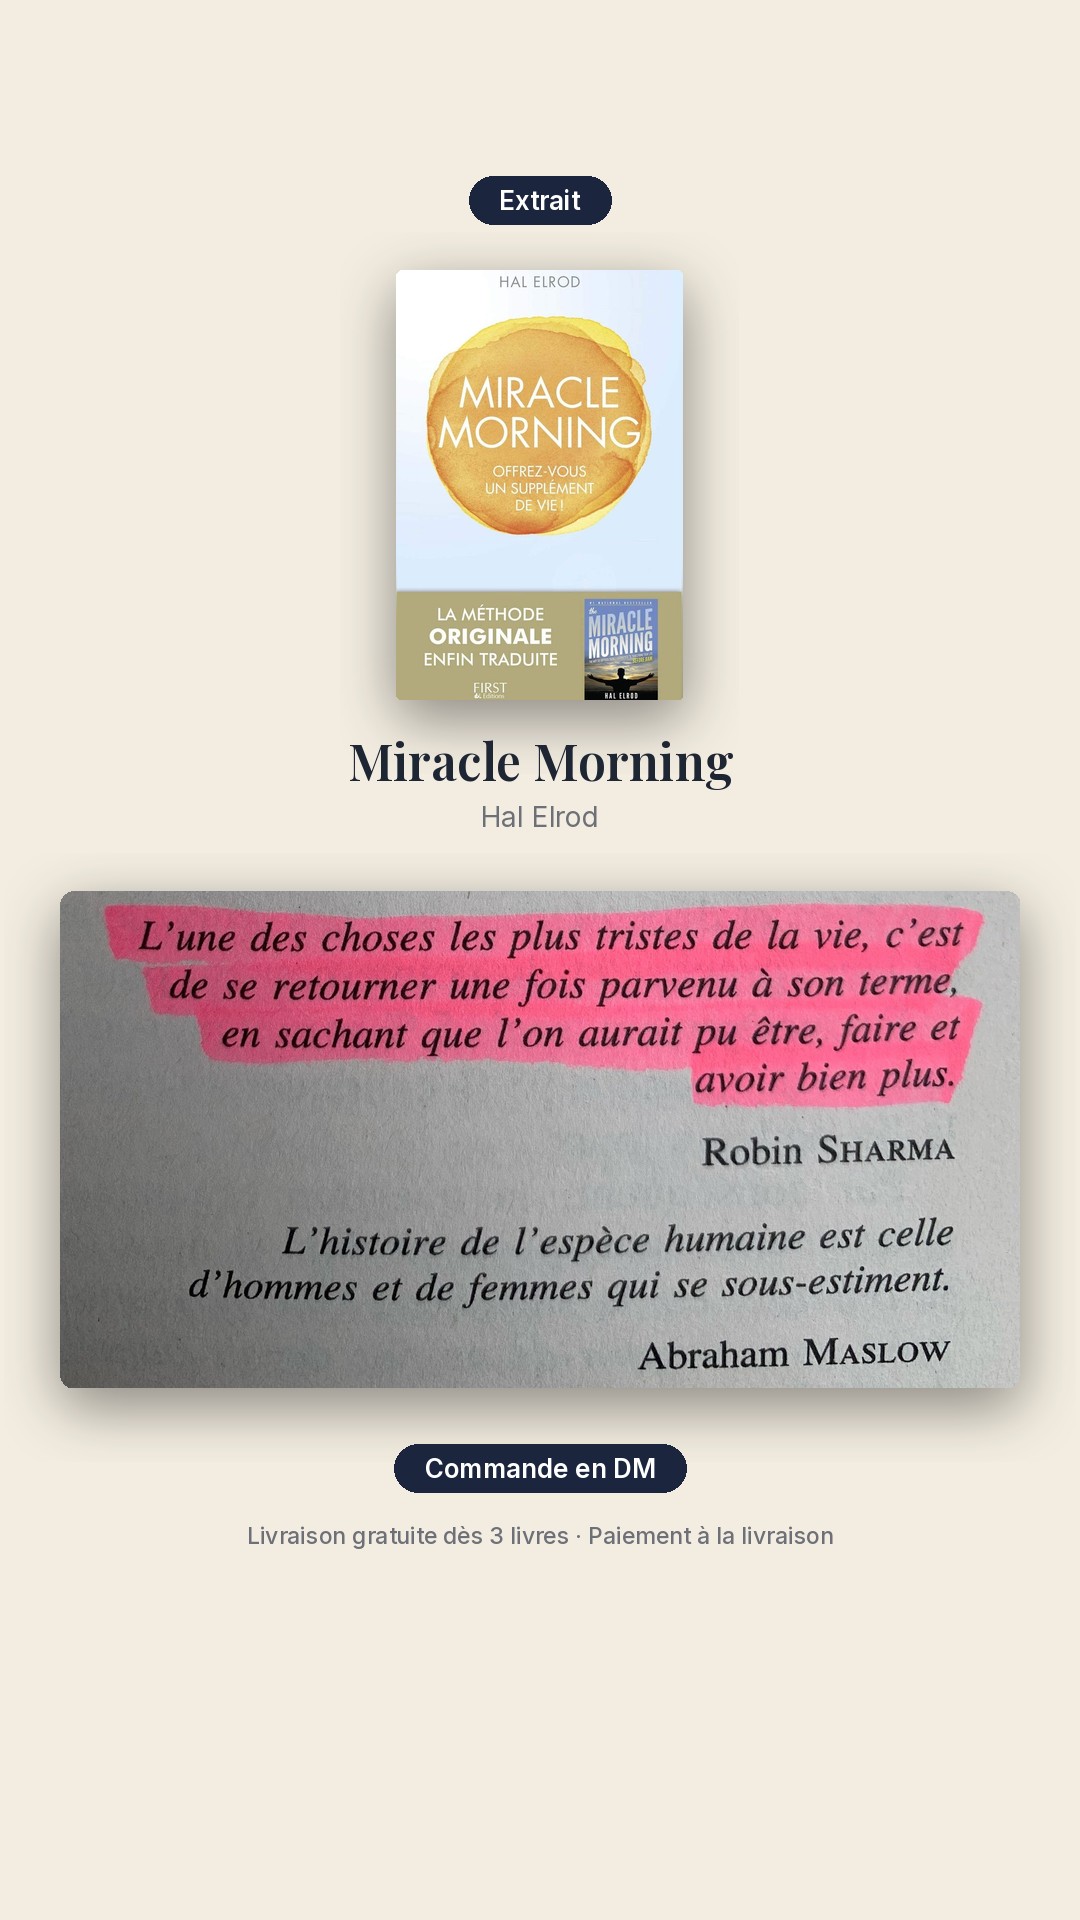 Extrait
HAL ELROD
MIRACLE
MORNING
OFFREZ-VOUS
UN SUPPLÉMENT
DE VIE !
LA MÉTHODE
ORIGINALE
ENFIN TRADUITE
FIRST
Editions
the
MIRACLE
MORNING
HAL ELROD
Miracle Morning
Hal Elrod
L’une des choses les plus tristes de la vie, c’est
de se retourner une fois parvenu à son terme,
en sachant que l’on aurait pu être, faire et
avoir bien plus.
Robin SHARMA
L’histoire de l’espèce humaine est celle
d’hommes et de femmes qui se sous-estiment.
Abraham MASLOW
Commande en DM
Livraison gratuite dès 3 livres · Paiement à la livraison